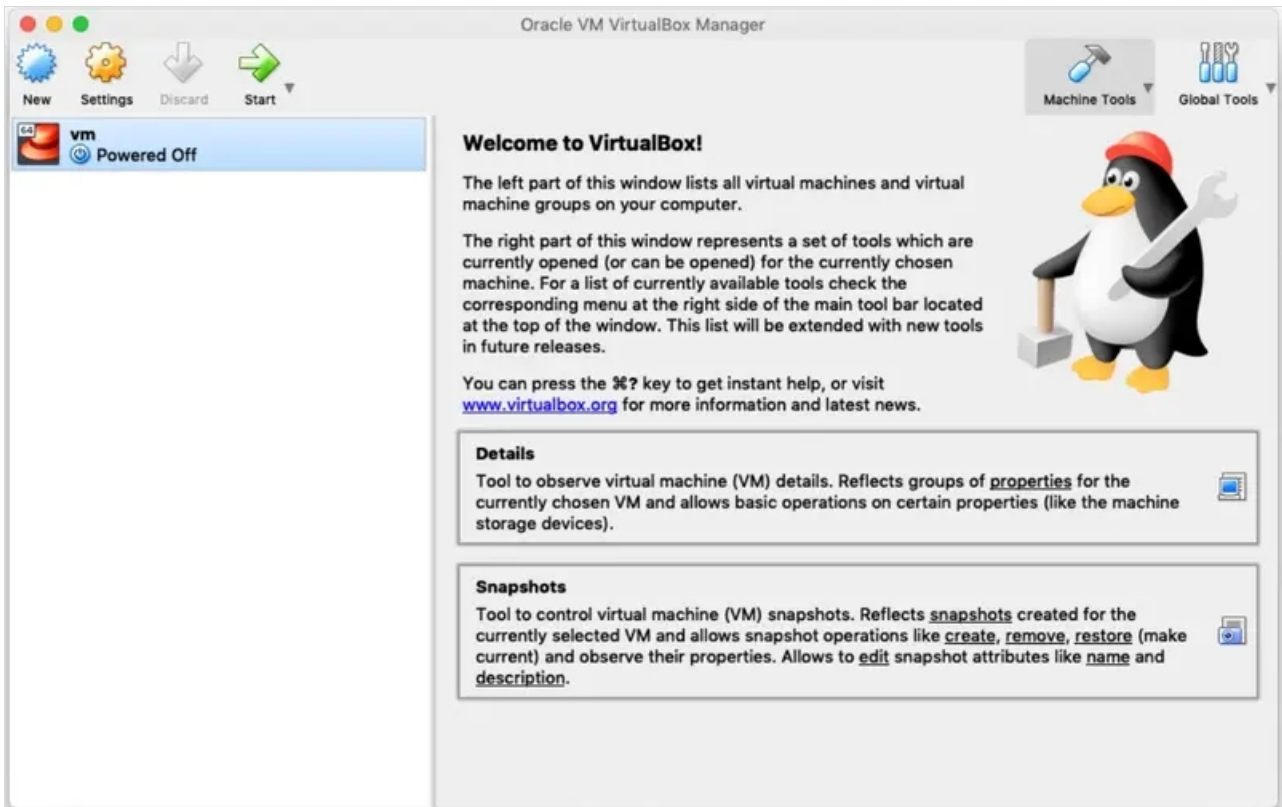 Oracle VM VirtualBox Manager
New
Settings
Discard
Start
Machine Tools
Global Tools
64
vm
Powered Off
Welcome to VirtualBox!
The left part of this window lists all virtual machines and virtual
machine groups on your computer.
The right part of this window represents a set of tools which are
currently opened (or can be opened) for the currently chosen
machine. For a list of currently available tools check the
corresponding menu at the right side of the main tool bar located
at the top of the window. This list will be extended with new tools
in future releases.
You can press the ⌘? key to get instant help, or visit
www.virtualbox.org for more information and latest news.
Details
Tool to observe virtual machine (VM) details. Reflects groups of properties for the
currently chosen VM and allows basic operations on certain properties (like the machine
storage devices).
Snapshots
Tool to control virtual machine (VM) snapshots. Reflects snapshots created for the
currently selected VM and allows snapshot operations like create, remove, restore (make
current) and observe their properties. Allows to edit snapshot attributes like name and
description.